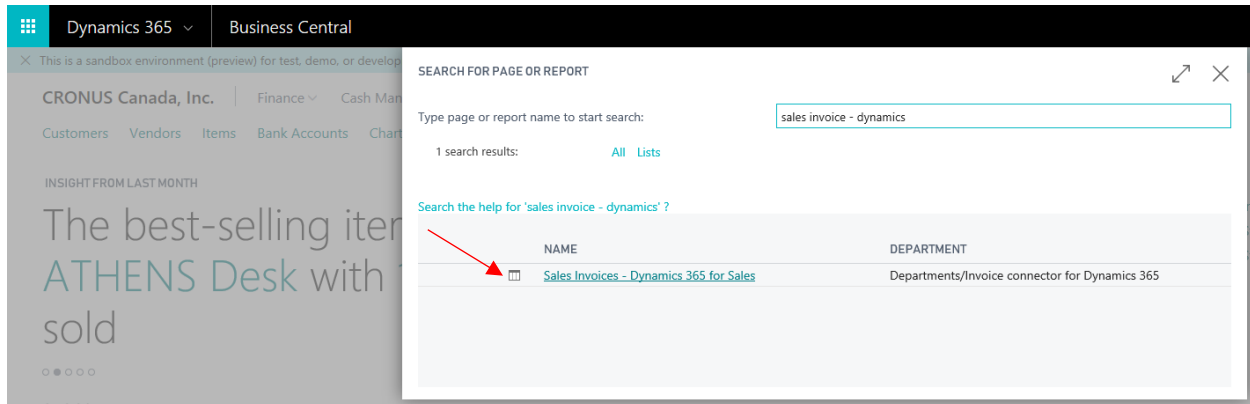 Dynamics 365
Business Central
This is a sandbox environment (preview) for test, demo, or develop
CRONUS Canada, Inc.
Finance
Cash Man
Customers
Vendors
Items
Bank Accounts
Chart
INSIGHT FROM LAST MONTH
The best-selling iter
ATHENS Desk with
sold
SEARCH FOR PAGE OR REPORT
Type page or report name to start search:
sales invoice - dynamics
1 search results:
All
Lists
Search the help for 'sales invoice - dynamics' ?
NAME
DEPARTMENT
Sales Invoices - Dynamics 365 for Sales
Departments/Invoice connector for Dynamics 365